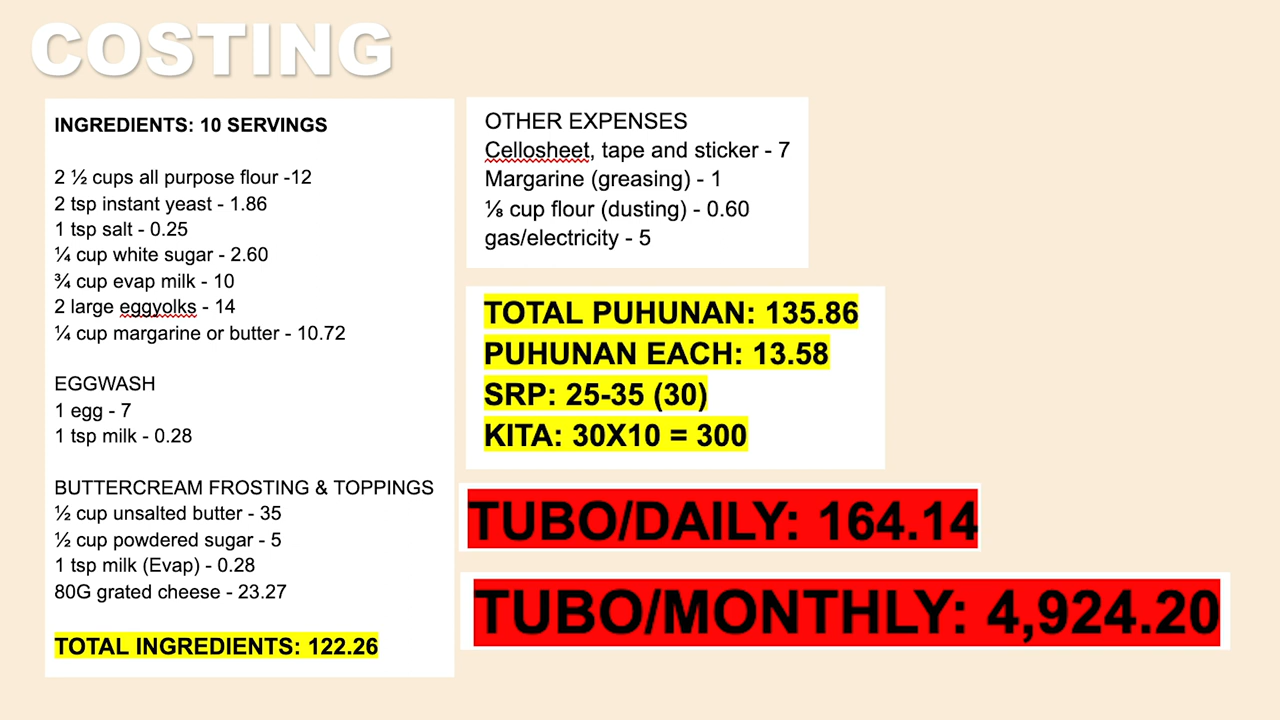 COSTING
INGREDIENTS: 10 SERVINGS
2 ½ cups all purpose flour -12
2 tsp instant yeast - 1.86
1 tsp salt - 0.25
¼ cup white sugar - 2.60
¾ cup evap milk - 10
2 large eggyolks - 14
¼ cup margarine or butter - 10.72
EGGWASH
1 egg - 7
1 tsp milk - 0.28
BUTTERCREAM FROSTING & TOPPINGS
½ cup unsalted butter - 35
½ cup powdered sugar - 5
1 tsp milk (Evap) - 0.28
80G grated cheese - 23.27
TOTAL INGREDIENTS: 122.26
OTHER EXPENSES
Cellosheet, tape and sticker - 7
Margarine (greasing) - 1
⅛ cup flour (dusting) - 0.60
gas/electricity - 5
TOTAL PUHUNAN: 135.86
PUHUNAN EACH: 13.58
SRP: 25-35 (30)
KITA: 30X10 = 300
TUBO/DAILY: 164.14
TUBO/MONTHLY: 4,924.20